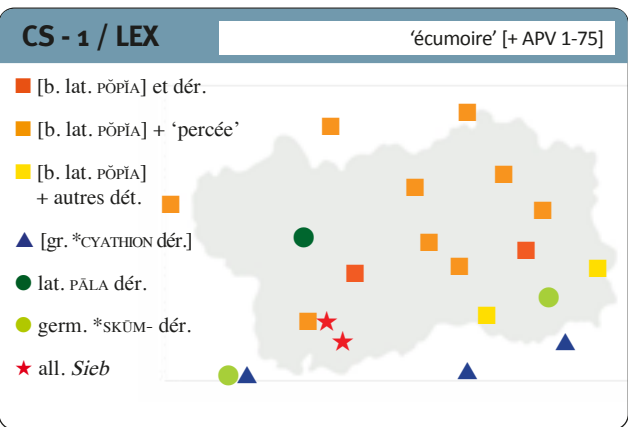 CS - 1 / LEX
‘écumoire’ [+ APV 1-75]
[b. lat. PŎPĬA] et dér.
[b. lat. PŎPĬA] + ‘percée’
[b. lat. PŎPĬA]
+ autres dét.
[gr. *CYATHION dér.]
lat. PĀLA dér.
germ. *SKŪM- dér.
all. Sieb